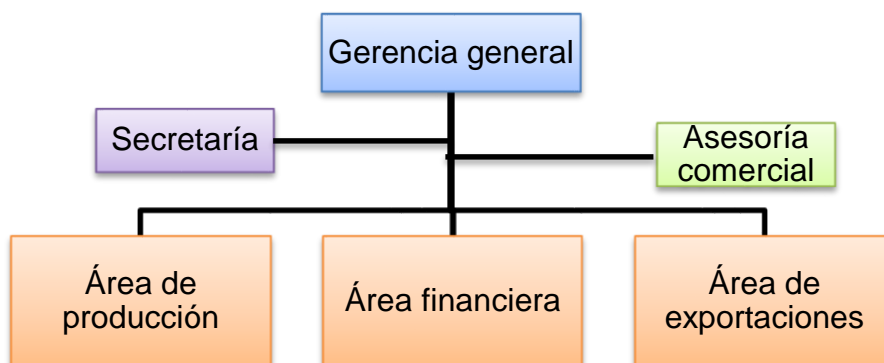 Gerencia general
Secretaría
Asesoría
comercial
Área de
producción
Área financiera
Área de
exportaciones